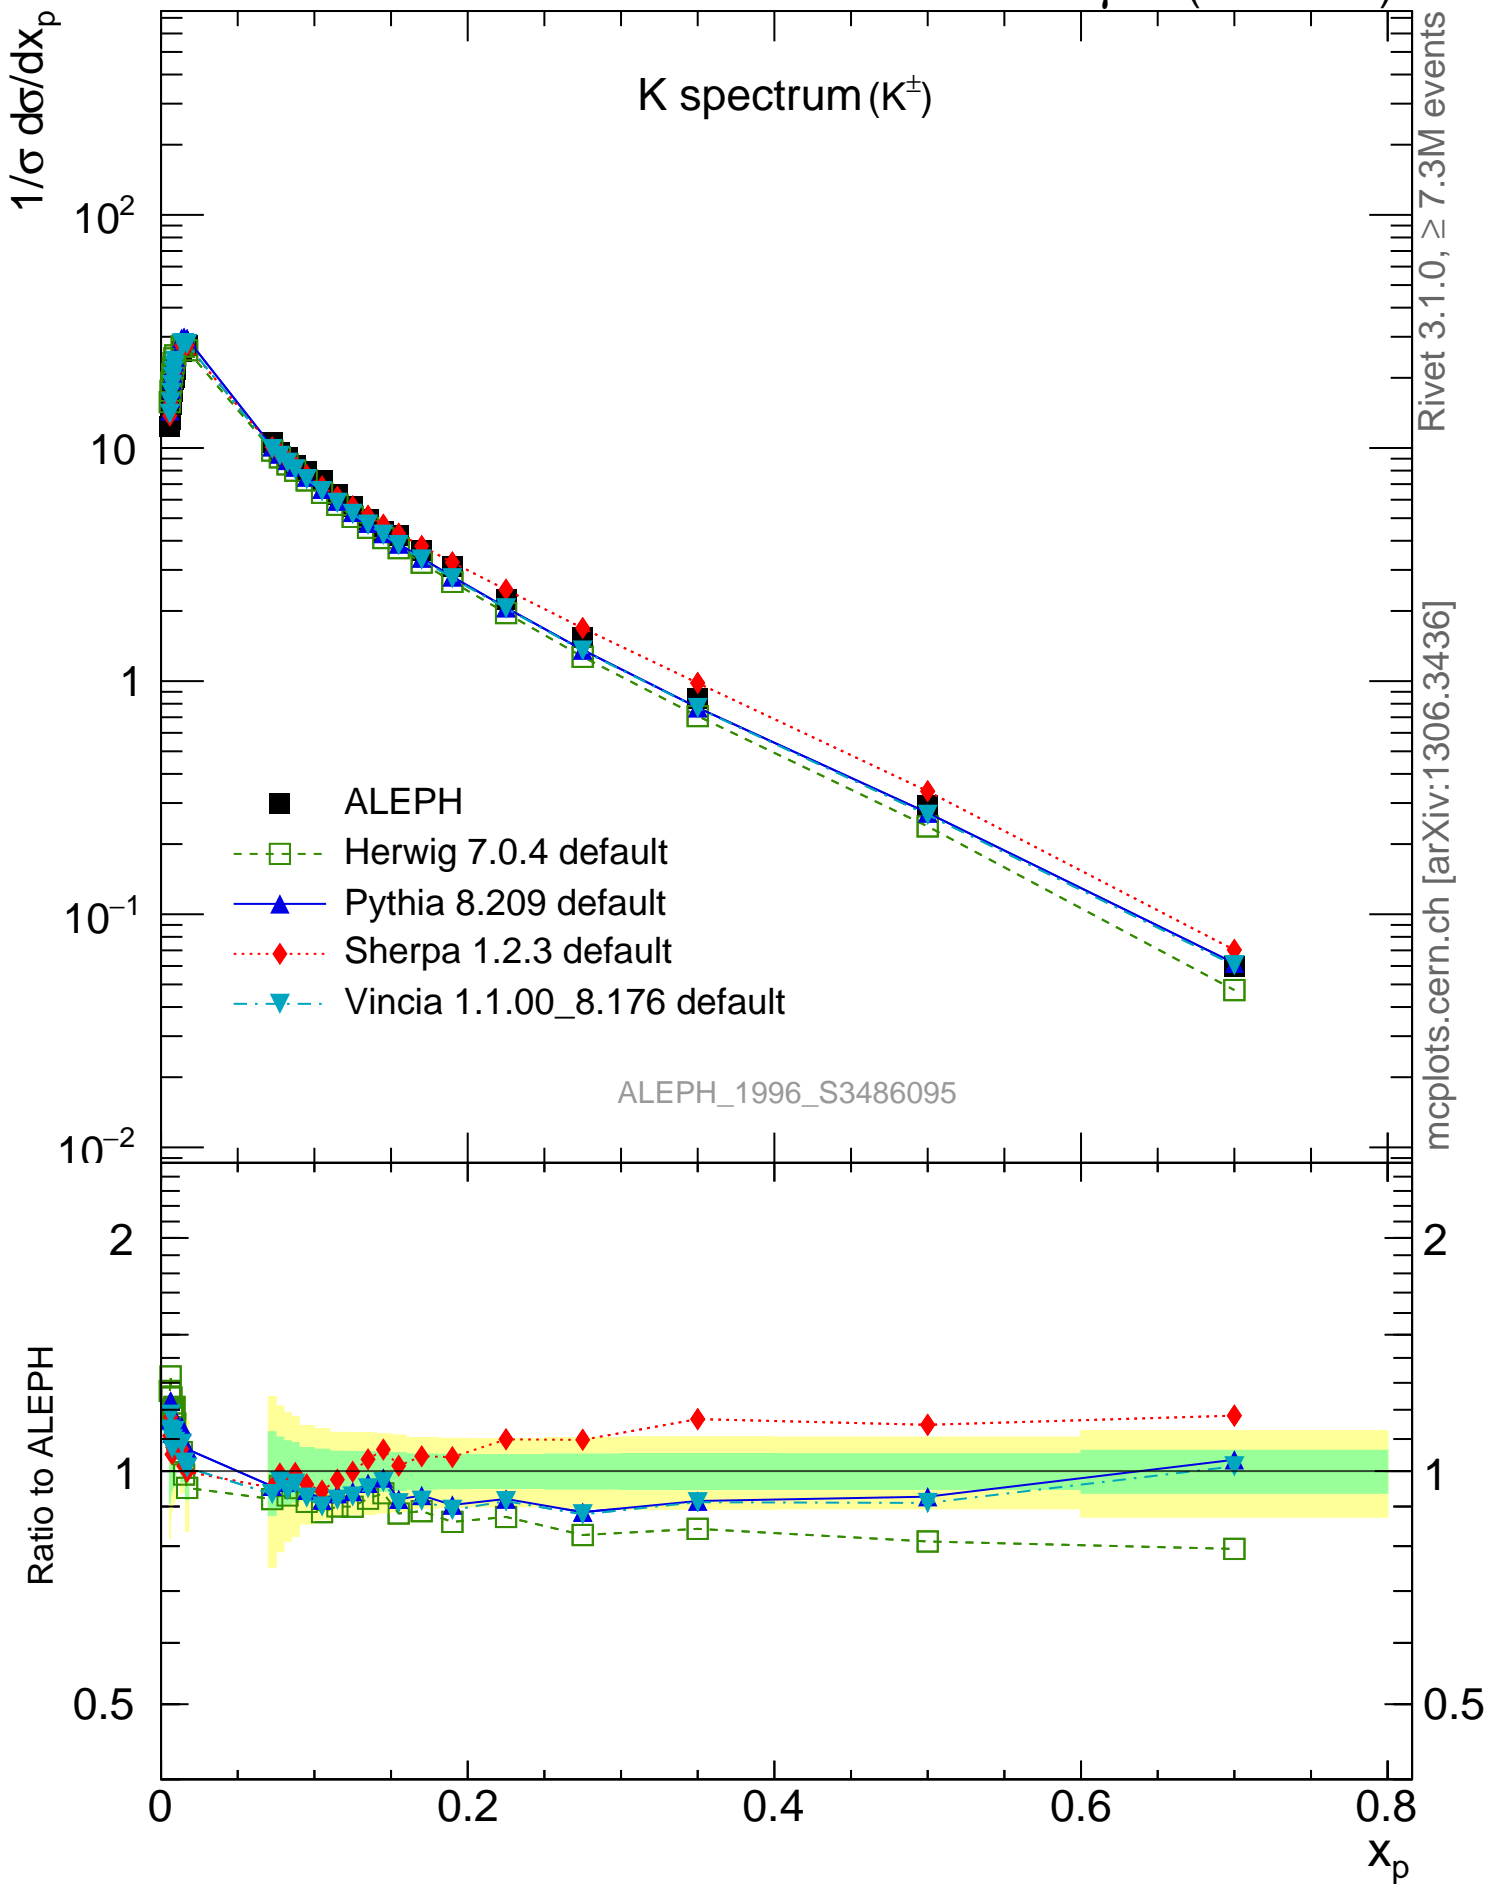 K spectrum (K±)
1/σ dσ/dxp
10²
10
1
10⁻¹
10⁻²
ALEPH
Herwig 7.0.4 default
Pythia 8.209 default
Sherpa 1.2.3 default
Vincia 1.1.00_8.176 default
ALEPH_1996_S3486095
Rivet 3.1.0, ≥ 7.3M events
mcplots.cern.ch [arXiv:1306.3436]
Ratio to ALEPH
2
1
0.5
2
1
0.5
0
0.2
0.4
0.6
0.8
xp